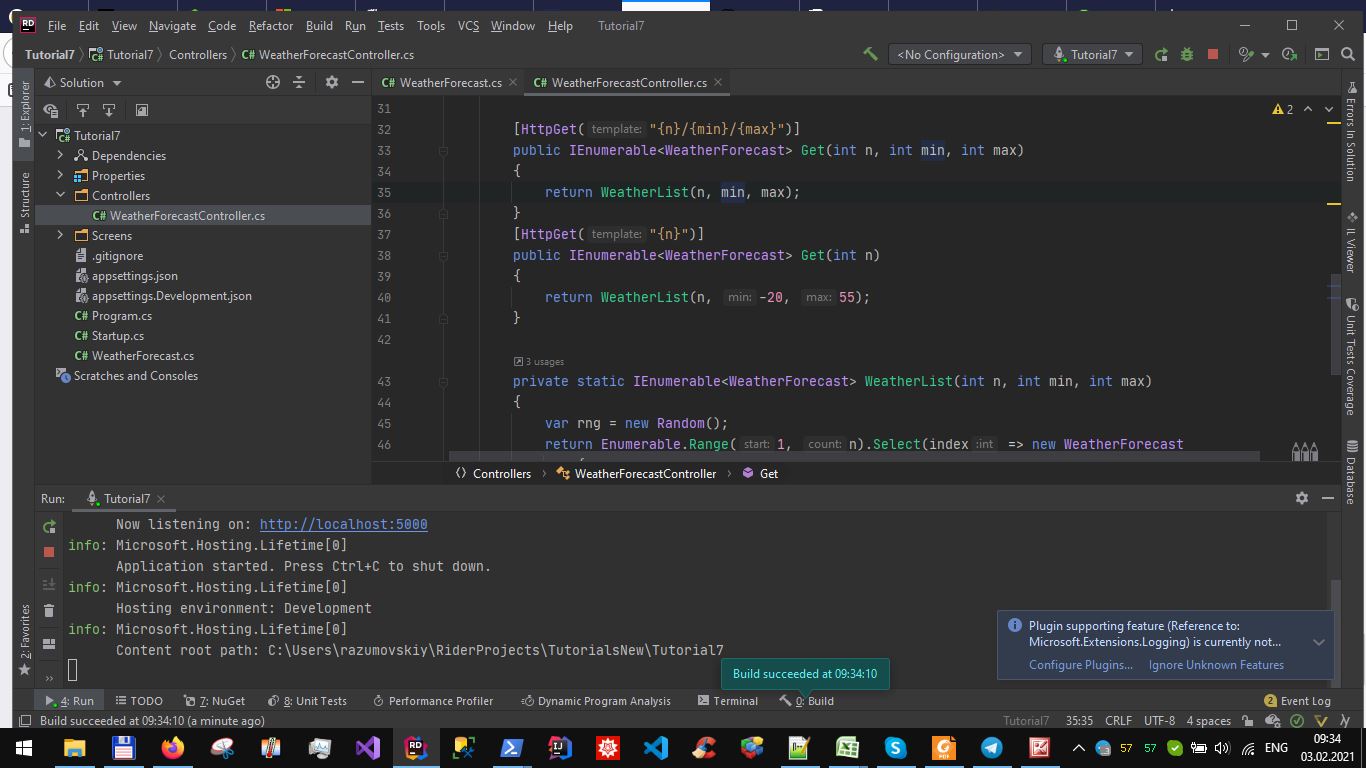 File Edit View Navigate Code Refactor Build Run Tests Tools VCS Window Help Tutorial7
Tutorial7 Tutorial7 Controllers C# WeatherForecastController.cs <No Configuration> Tutorial7
Solution
C# WeatherForecast.cs C# WeatherForecastController.cs
1: Explorer
Structure
2: Favorites
Tutorial7
Dependencies
Properties
Controllers
C# WeatherForecastController.cs
Screens
.gitignore
appsettings.json
appsettings.Development.json
C# Program.cs
C# Startup.cs
C# WeatherForecast.cs
Scratches and Consoles
2
31
32 [HttpGet( template: "{n}/{min}/{max}")]
33 public IEnumerable<WeatherForecast> Get(int n, int min, int max)
34 {
35 return WeatherList(n, min, max);
36 }
37 [HttpGet( template: "{n}")]
38 public IEnumerable<WeatherForecast> Get(int n)
39 {
40 return WeatherList(n, min: -20, max: 55);
41 }
42
3 usages
43 private static IEnumerable<WeatherForecast> WeatherList(int n, int min, int max)
44 {
45 var rng = new Random();
46 return Enumerable.Range( start: 1, count: n).Select(index :int => new WeatherForecast
Controllers WeatherForecastController Get
Errors In Solution
IL Viewer
Unit Tests Coverage
Database
Run: Tutorial7
Now listening on: http://localhost:5000
info: Microsoft.Hosting.Lifetime[0]
Application started. Press Ctrl+C to shut down.
info: Microsoft.Hosting.Lifetime[0]
Hosting environment: Development
info: Microsoft.Hosting.Lifetime[0]
Content root path: C:\Users\razumovskiy\RiderProjects\TutorialsNew\Tutorial7
Plugin supporting feature (Reference to:
Microsoft.Extensions.Logging) is currently not...
Configure Plugins... Ignore Unknown Features
Build succeeded at 09:34:10
4: Run TODO 7: NuGet 8: Unit Tests Performance Profiler Dynamic Program Analysis Terminal 0: Build 2 Event Log
Build succeeded at 09:34:10 (a minute ago) Tutorial7 35:35 CRLF UTF-8 4 spaces
57 57 ENG 09:34
03.02.2021